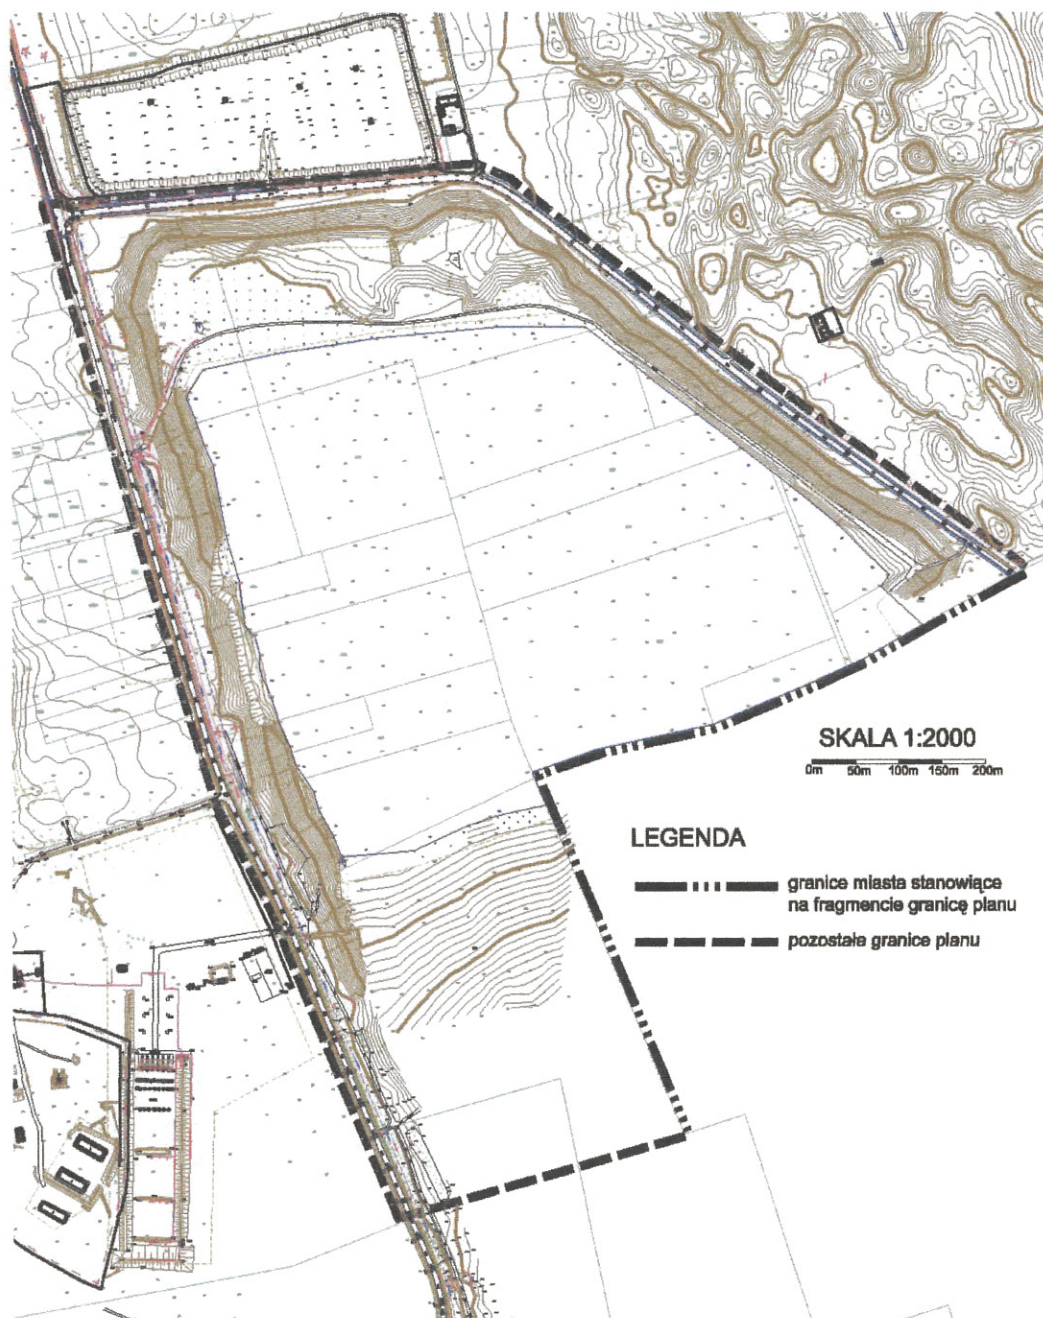 SKALA 1:2000
0m 50m 100m 150m 200m
LEGENDA
granice miasta stanowiące
na fragmencie granicę planu
pozostałe granice planu